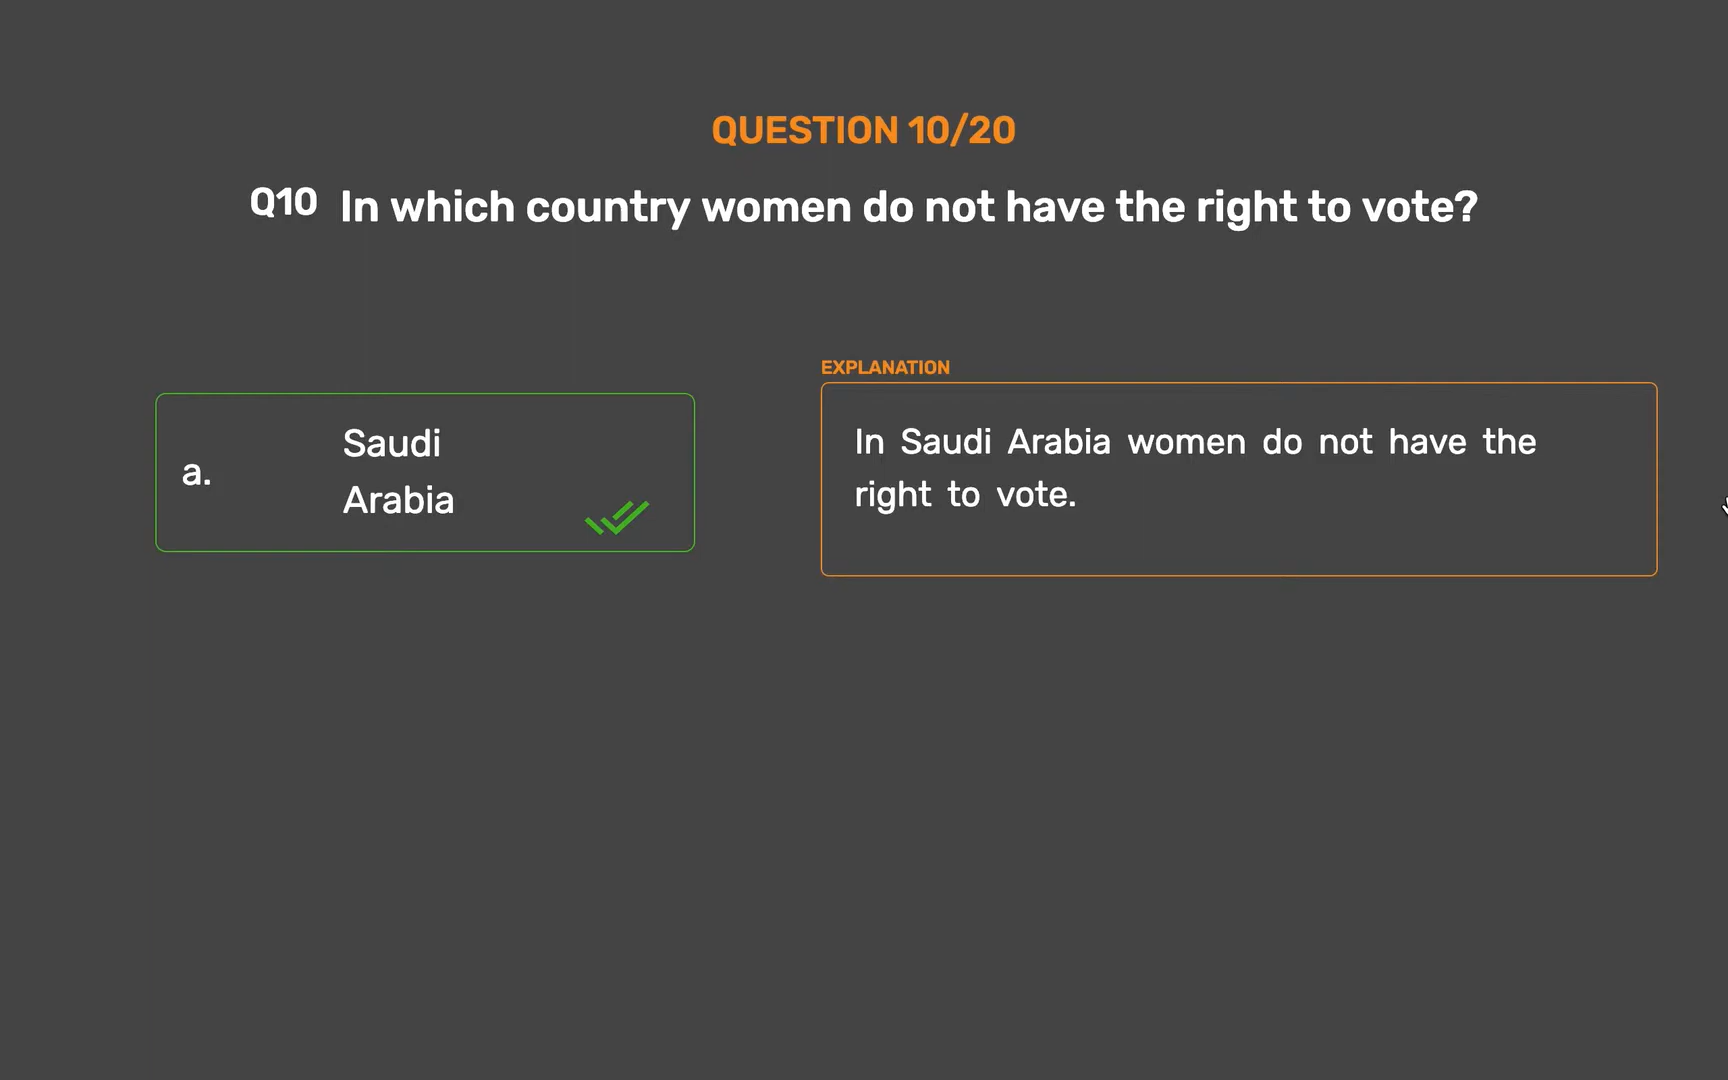 QUESTION 10/20
Q10 In which country women do not have the right to vote?
a.
Saudi
Arabia
EXPLANATION
In Saudi Arabia women do not have the
right to vote.